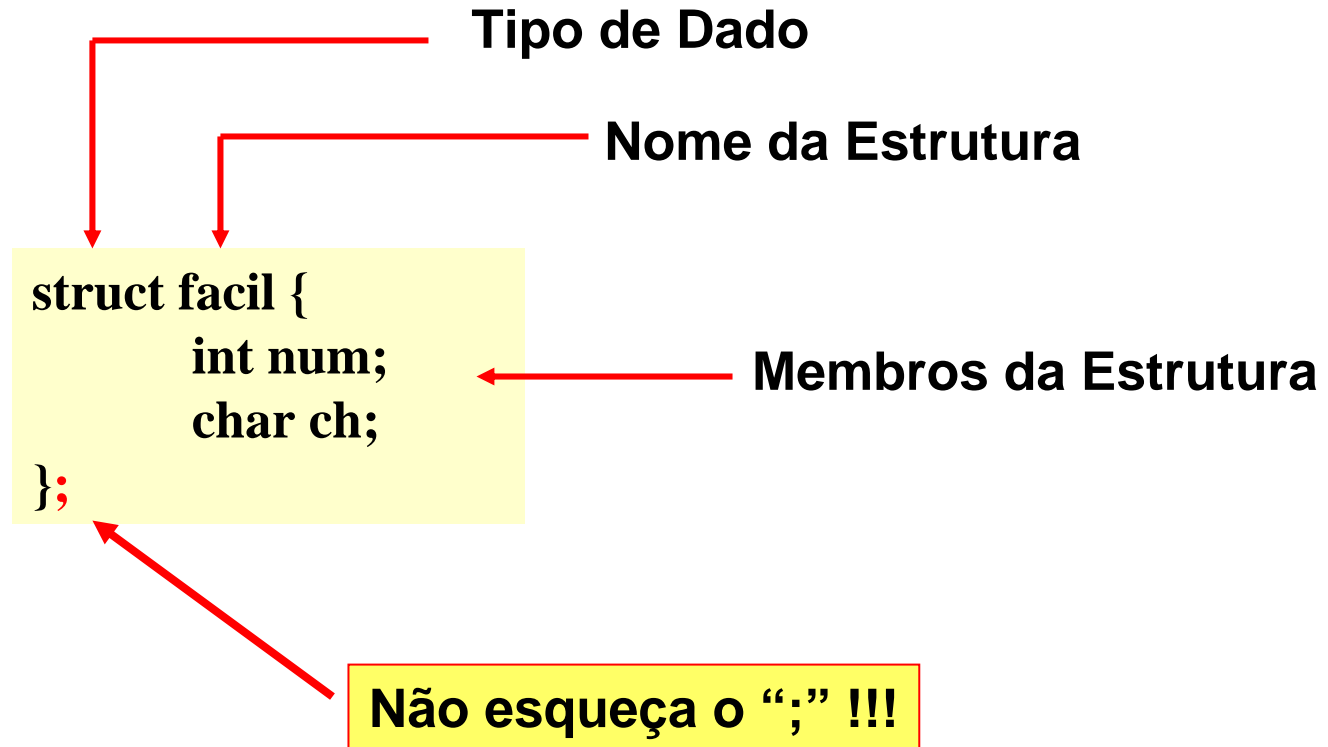 Tipo de Dado
Nome da Estrutura
struct facil {
int num;
char ch;
};
Membros da Estrutura
Não esqueça o “;” !!!